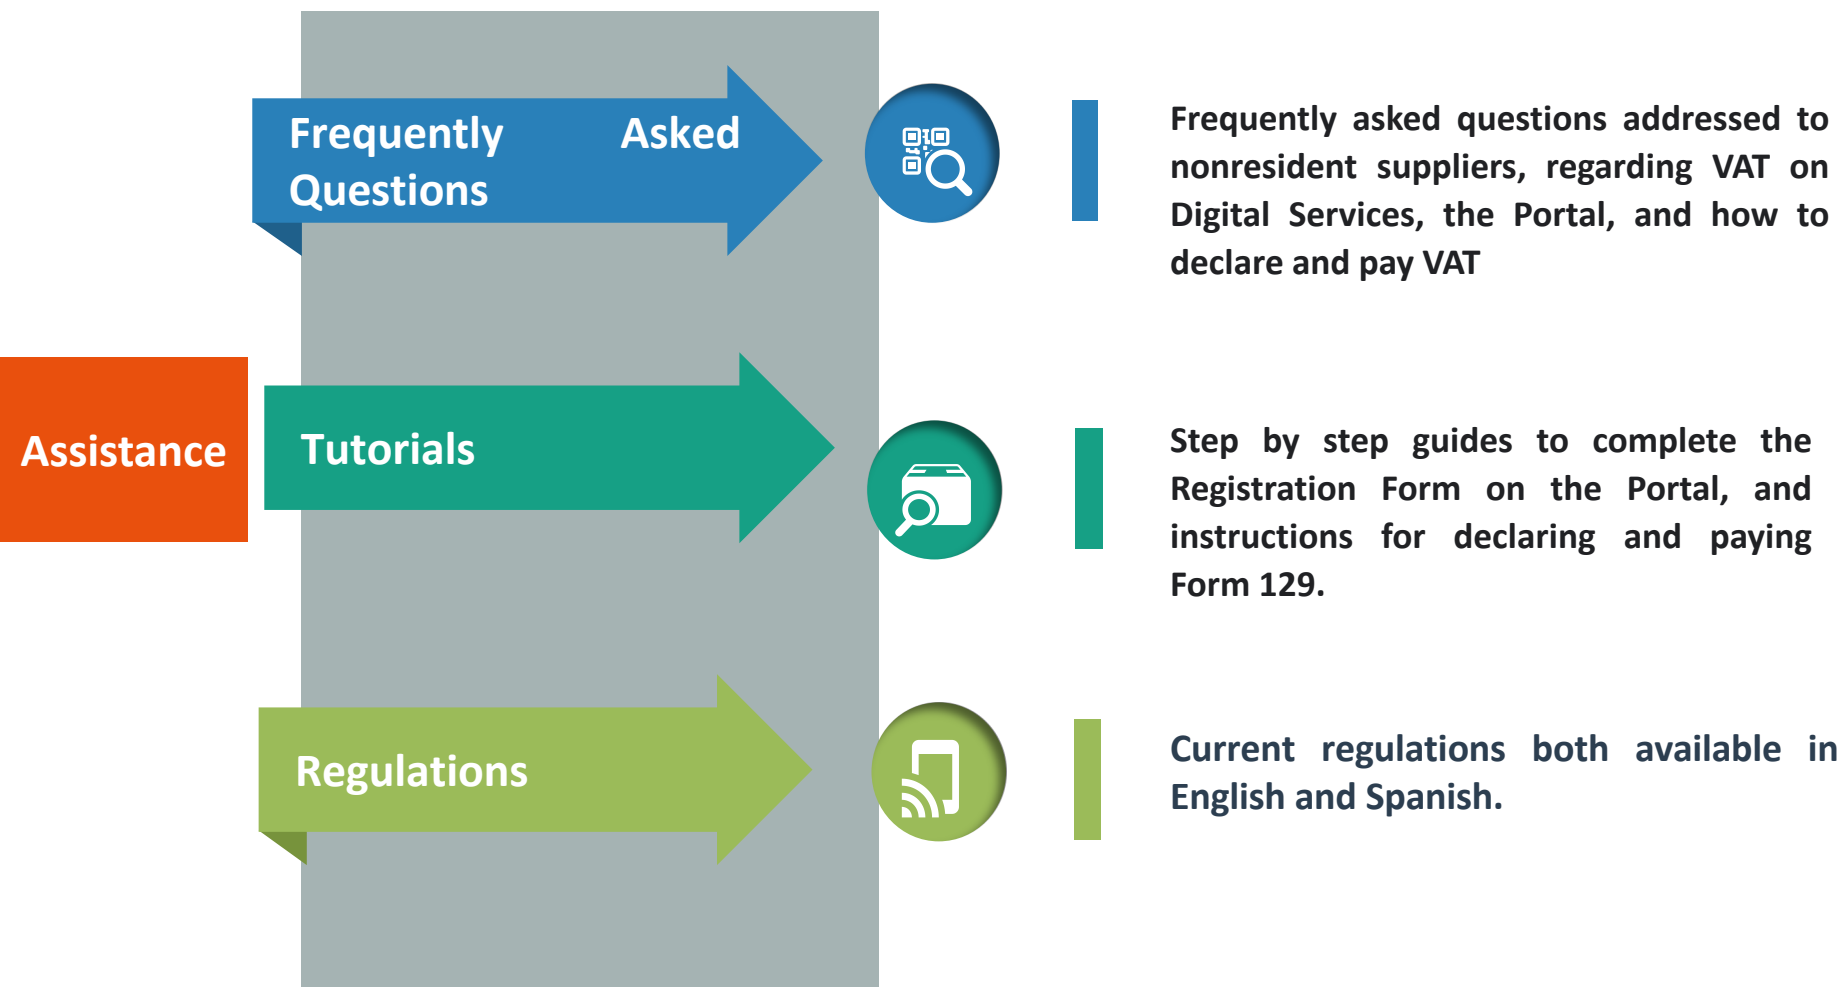 Frequently Asked
Questions
Frequently asked questions addressed to
nonresident suppliers, regarding VAT on
Digital Services, the Portal, and how to
declare and pay VAT
Assistance
Tutorials
Step by step guides to complete the
Registration Form on the Portal, and
instructions for declaring and paying
Form 129.
Regulations
Current regulations both available in
English and Spanish.